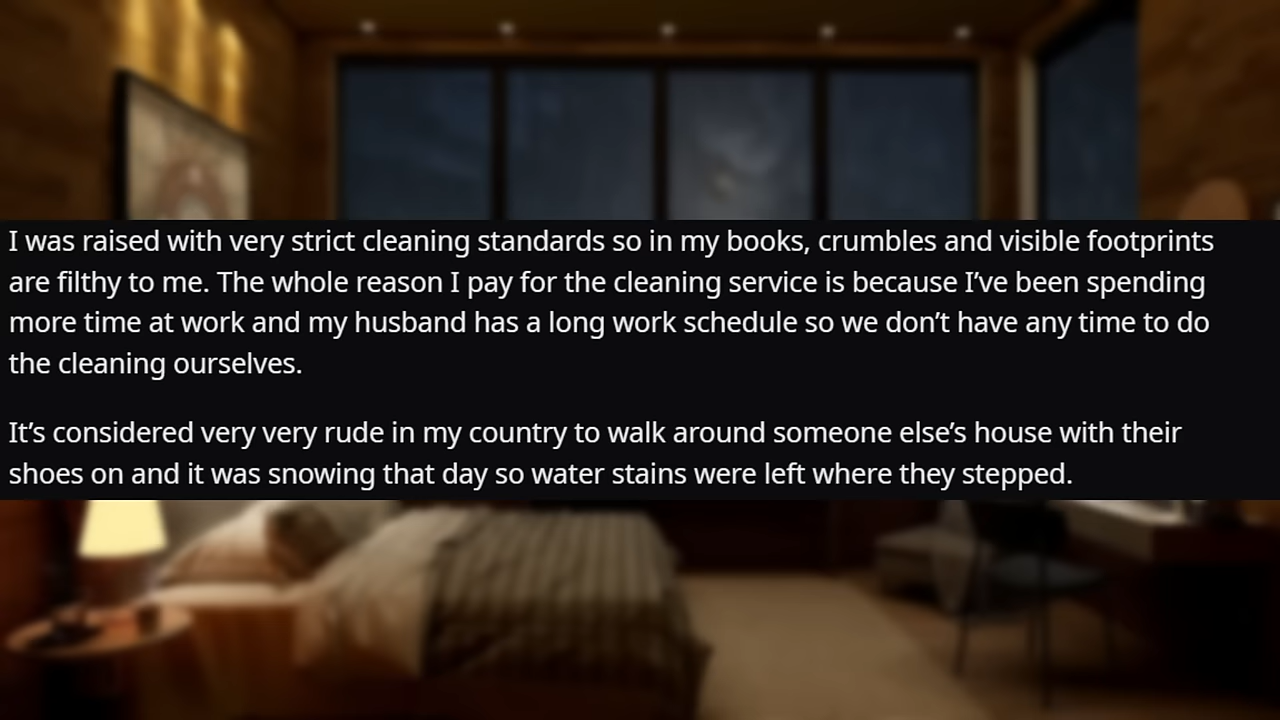 I was raised with very strict cleaning standards so in my books, crumbles and visible footprints
are filthy to me. The whole reason I pay for the cleaning service is because I’ve been spending
more time at work and my husband has a long work schedule so we don’t have any time to do
the cleaning ourselves.
It’s considered very very rude in my country to walk around someone else’s house with their
shoes on and it was snowing that day so water stains were left where they stepped.